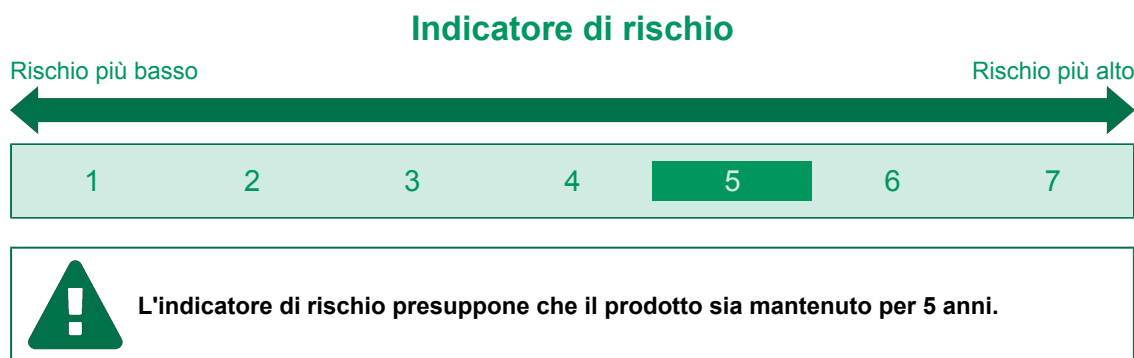 Indicatore di rischio
Rischio più basso Rischio più alto
1 2 3 4 5 6 7
L'indicatore di rischio presuppone che il prodotto sia mantenuto per 5 anni.